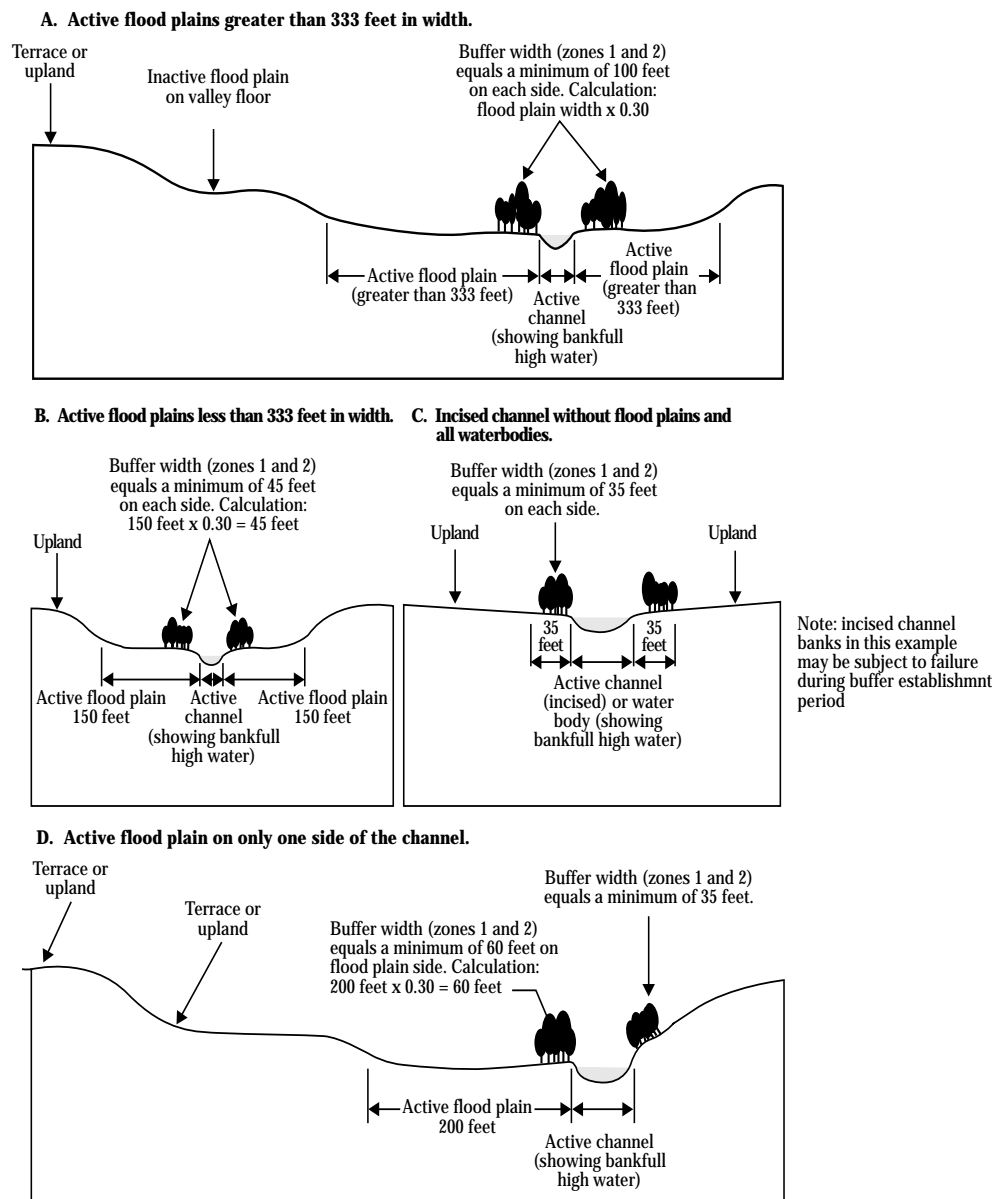 A. Active flood plains greater than 333 feet in width.
Terrace or
upland
Inactive flood plain
on valley floor
Buffer width (zones 1 and 2)
equals a minimum of 100 feet
on each side. Calculation:
flood plain width x 0.30
Active flood plain
(greater than 333 feet)
Active
channel
(showing bankfull
high water)
Active
flood plain
(greater than
333 feet)
B. Active flood plains less than 333 feet in width.
Buffer width (zones 1 and 2)
equals a minimum of 45 feet
on each side. Calculation:
150 feet x 0.30 = 45 feet
Upland
Active flood plain
150 feet
Active
channel
(showing bankfull
high water)
Active flood plain
150 feet
C. Incised channel without flood plains and
all waterbodies.
Buffer width (zones 1 and 2)
equals a minimum of 35 feet
on each side.
Upland
Upland
35
feet
35
feet
Active channel
(incised) or water
body (showing
bankfull high water)
Note: incised channel
banks in this example
may be subject to failure
during buffer establishmnt
period
D. Active flood plain on only one side of the channel.
Terrace or
upland
Terrace or
upland
Buffer width (zones 1 and 2)
equals a minimum of 60 feet on
flood plain side. Calculation:
200 feet x 0.30 = 60 feet
Buffer width (zones 1 and 2)
equals a minimum of 35 feet.
Active flood plain
200 feet
Active channel
(showing bankfull
high water)